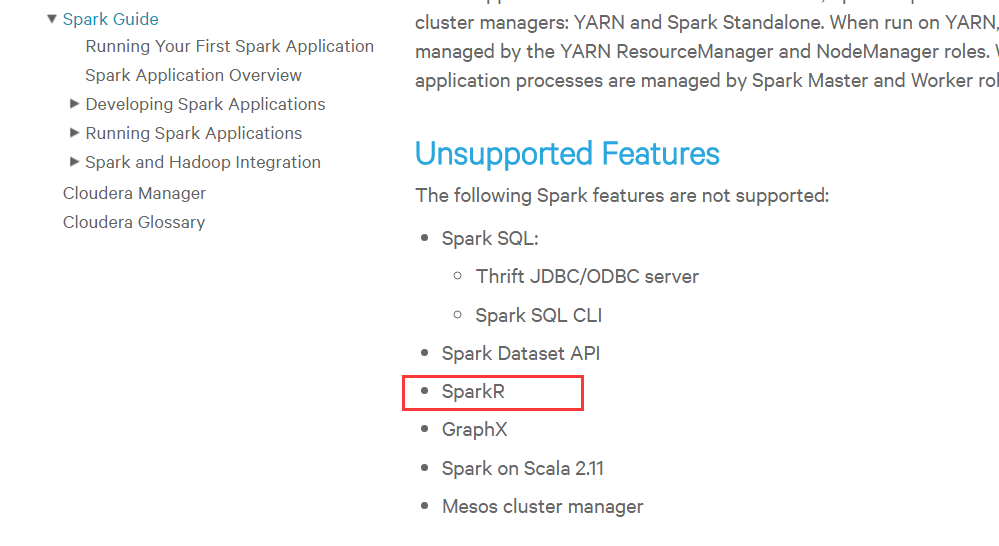 Spark Guide
Running Your First Spark Application
Spark Application Overview
Developing Spark Applications
Running Spark Applications
Spark and Hadoop Integration
Cloudera Manager
Cloudera Glossary
cluster managers: YARN and Spark Standalone. When run on YARN,
managed by the YARN ResourceManager and NodeManager roles.
application processes are managed by Spark Master and Worker
Unsupported Features
The following Spark features are not supported:
Spark SQL:
Thrift JDBC/ODBC server
Spark SQL CLI
Spark Dataset API
SparkR
GraphX
Spark on Scala 2.11
Mesos cluster manager